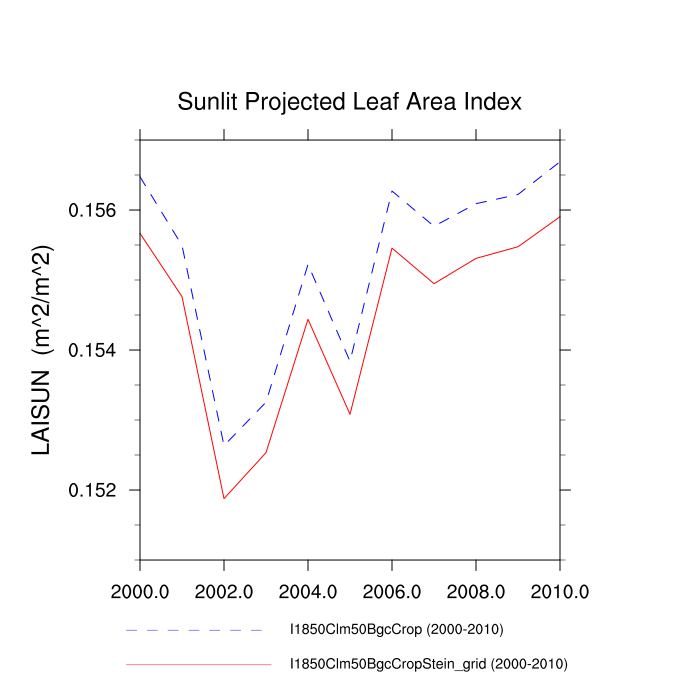 Sunlit Projected Leaf Area Index
LAISUN (m^2/m^2)
0.156
0.154
0.152
2000.0 2002.0 2004.0 2006.0 2008.0 2010.0
I1850Clm50BgcCrop (2000-2010)
I1850Clm50BgcCropStein_grid (2000-2010)